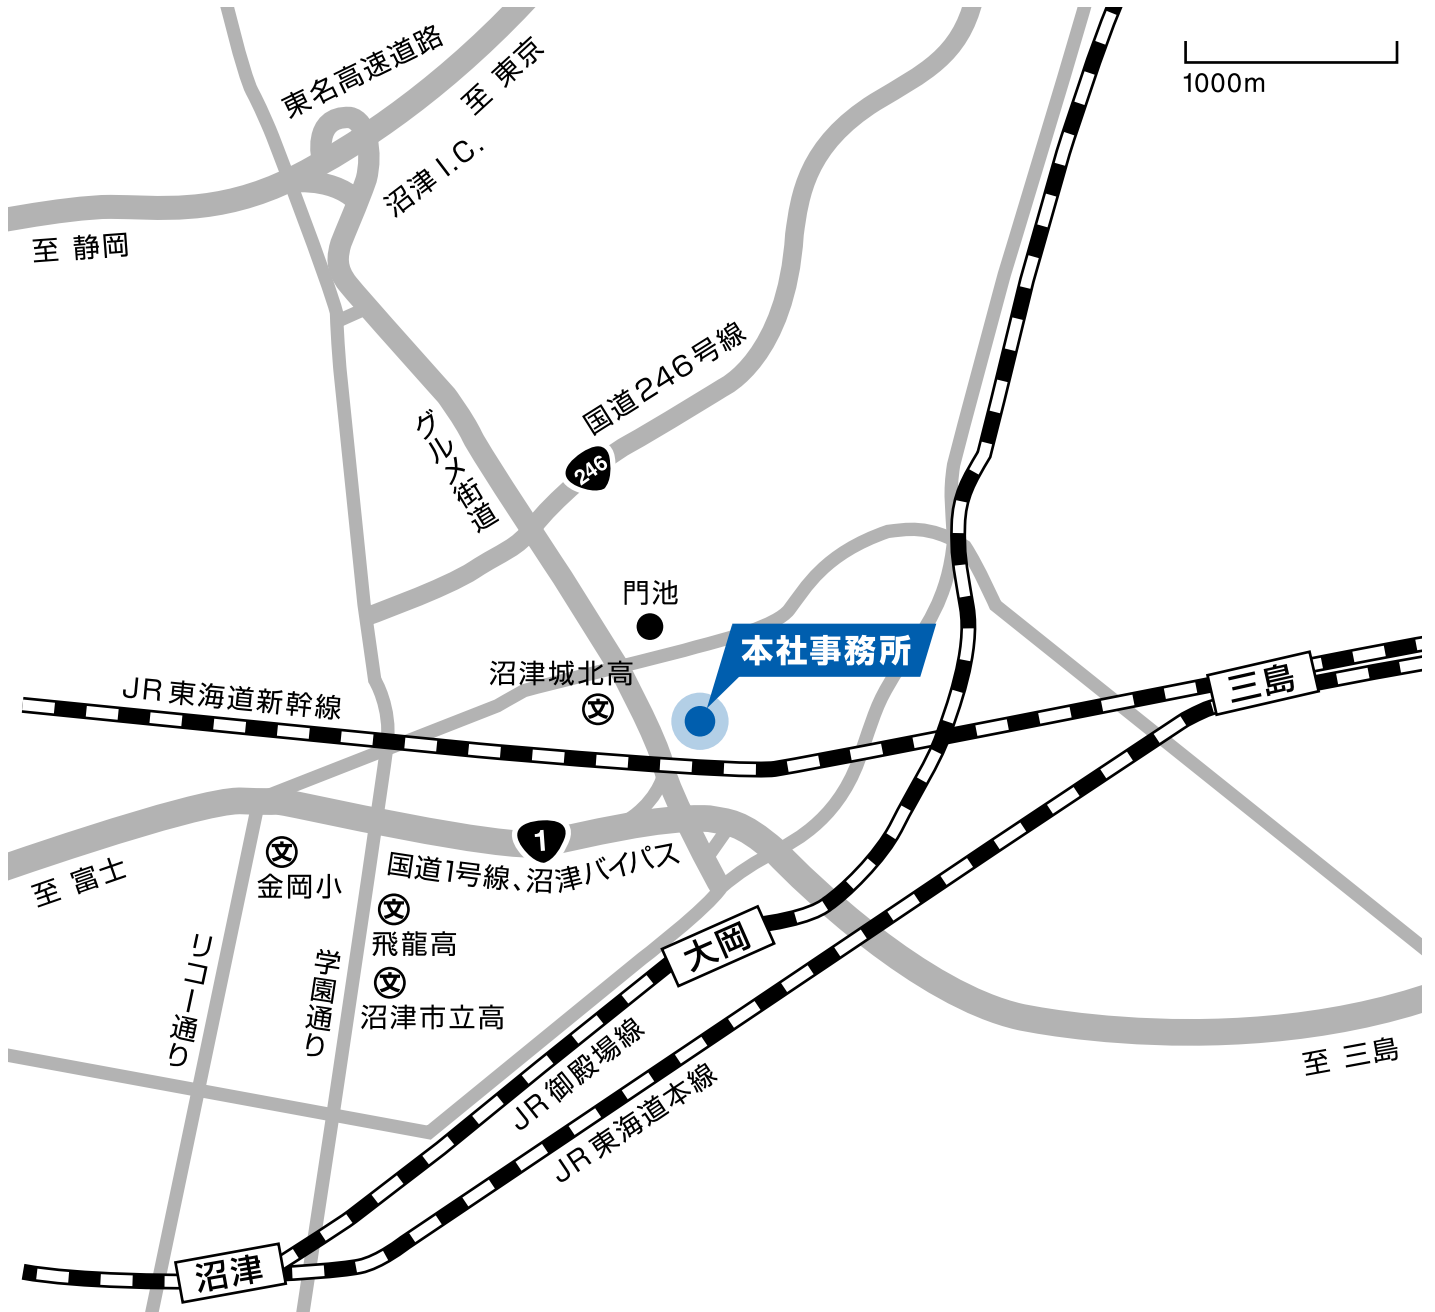 東名高速道路
至 東京
1000m
沼津I.C.
至 静岡
国道246号線
246
グルメ街道
門池
本社事務所
沼津城北高
文
JR東海道新幹線
三島
1
国道1号線、沼津バイパス
文
金岡小
至 富士
文
飛龍高
文
沼津市立高
リコー通り
学園通り
大岡
JR御殿場線
JR東海道本線
至 三島
沼津